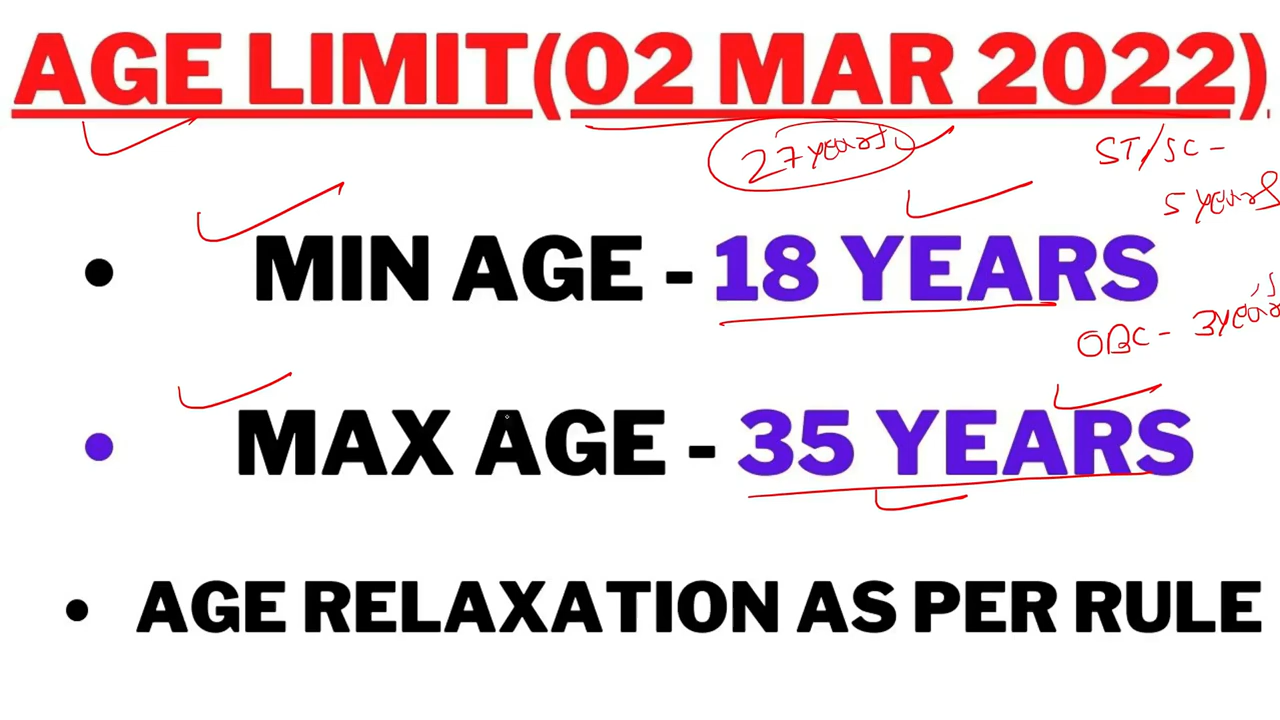 AGE LIMIT(02 MAR 2022)
27 years
ST/SC -
5 years
• MIN AGE - 18 YEARS
OBC - 3 years
• MAX AGE - 35 YEARS
• AGE RELAXATION AS PER RULE